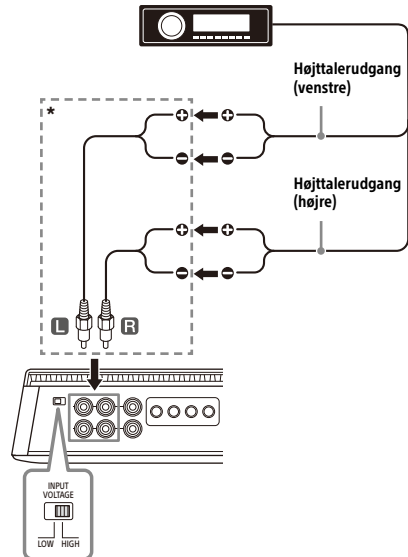 Højttalerudgang
(venstre)
*
+ +
- -
Højttalerudgang
(højre)
+ +
- -
L R
INPUT
VOLTAGE
LOW HIGH